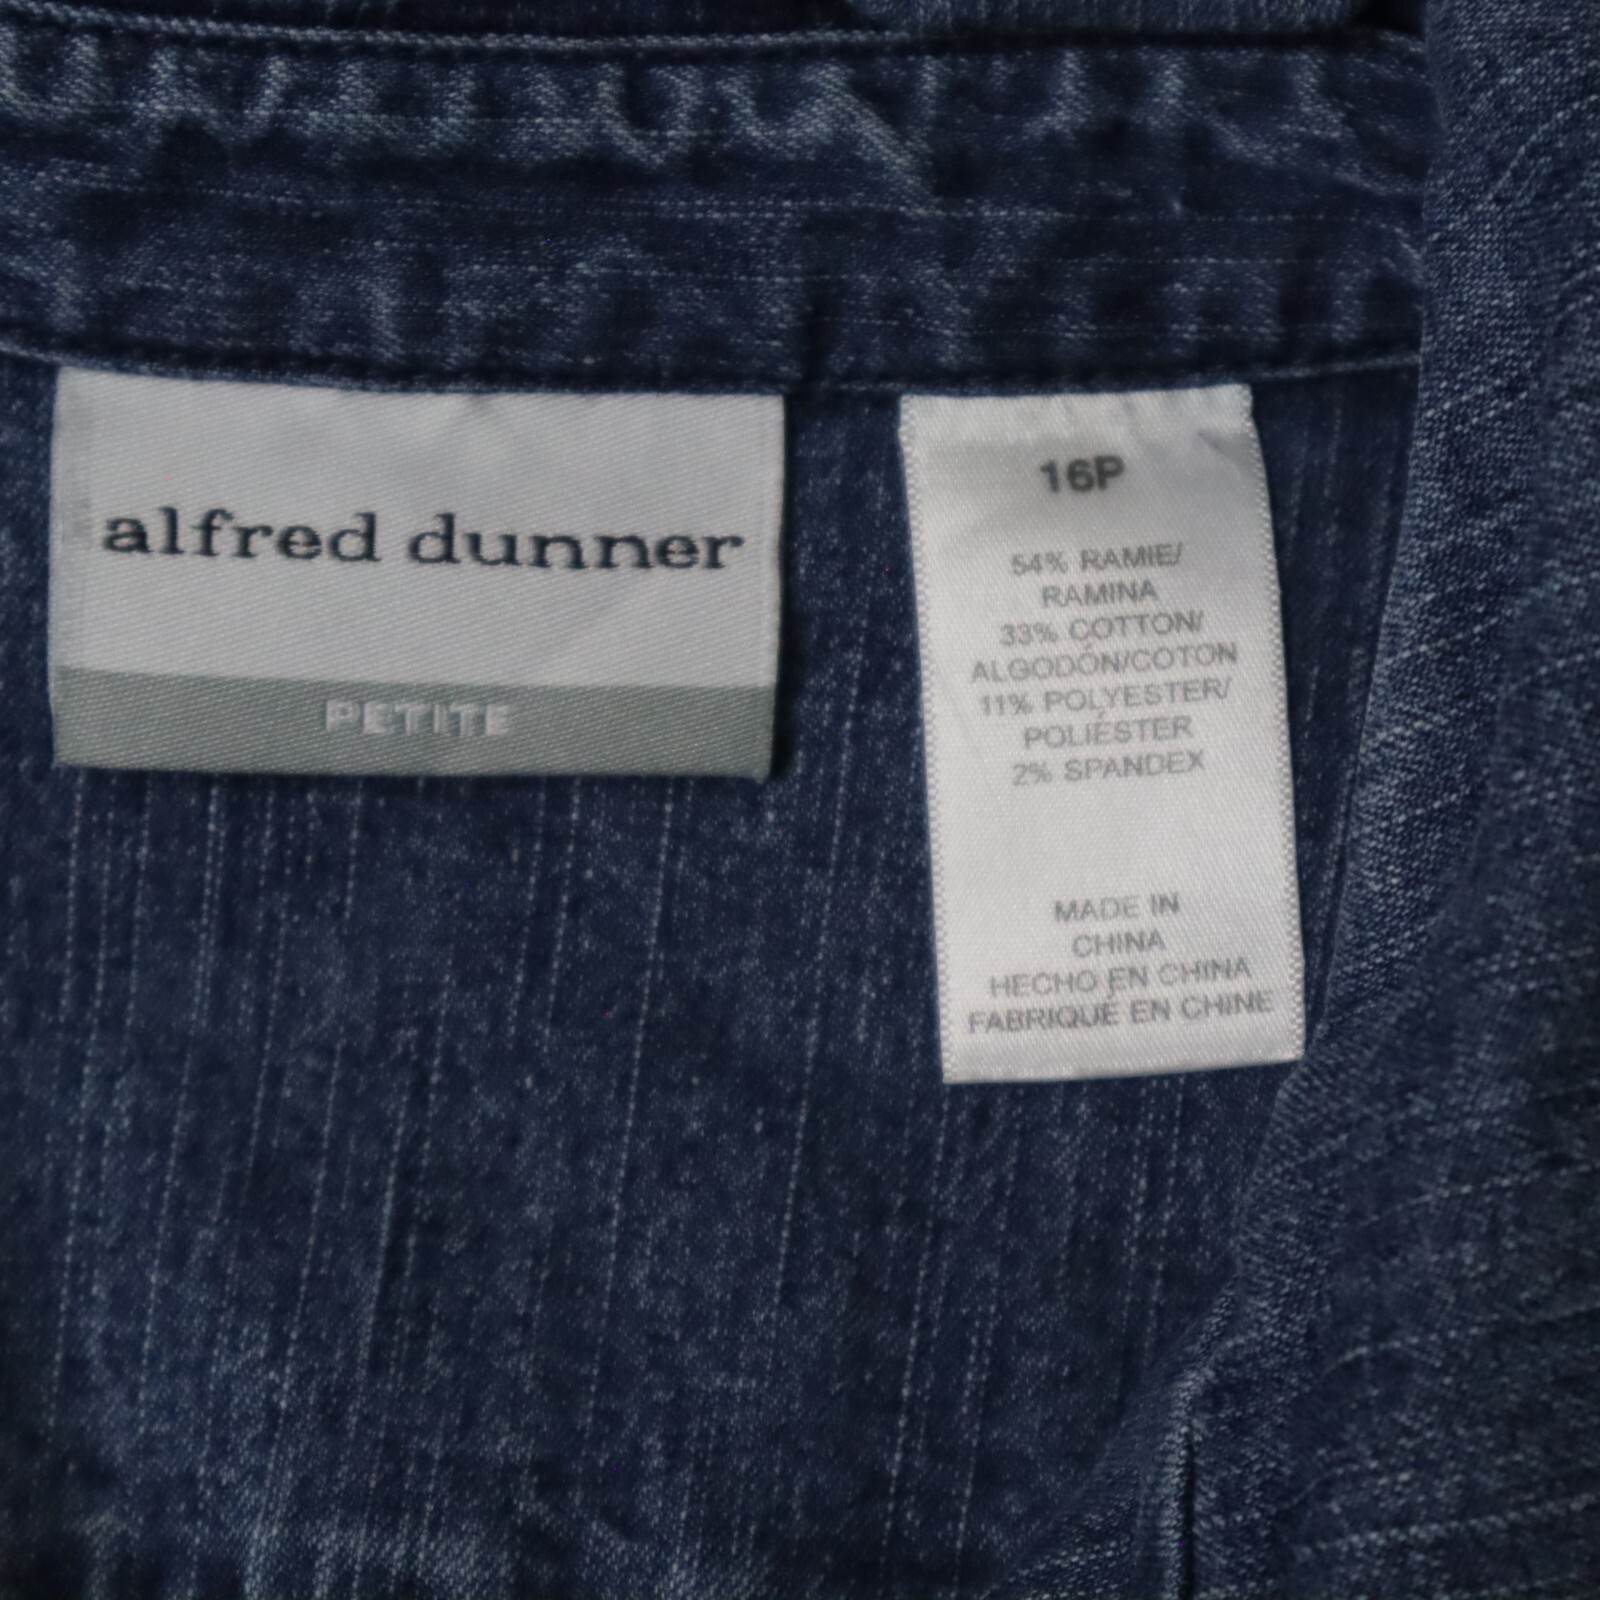 alfred dunner
PETITE
16P
54% RAMIE/
RAMINA
33% COTTON/
ALGODÓN/COTON
11% POLYESTER/
POLIÉSTER
2% SPANDEX
MADE IN
CHINA
HECHO EN CHINA
FABRIQUÉ EN CHINE